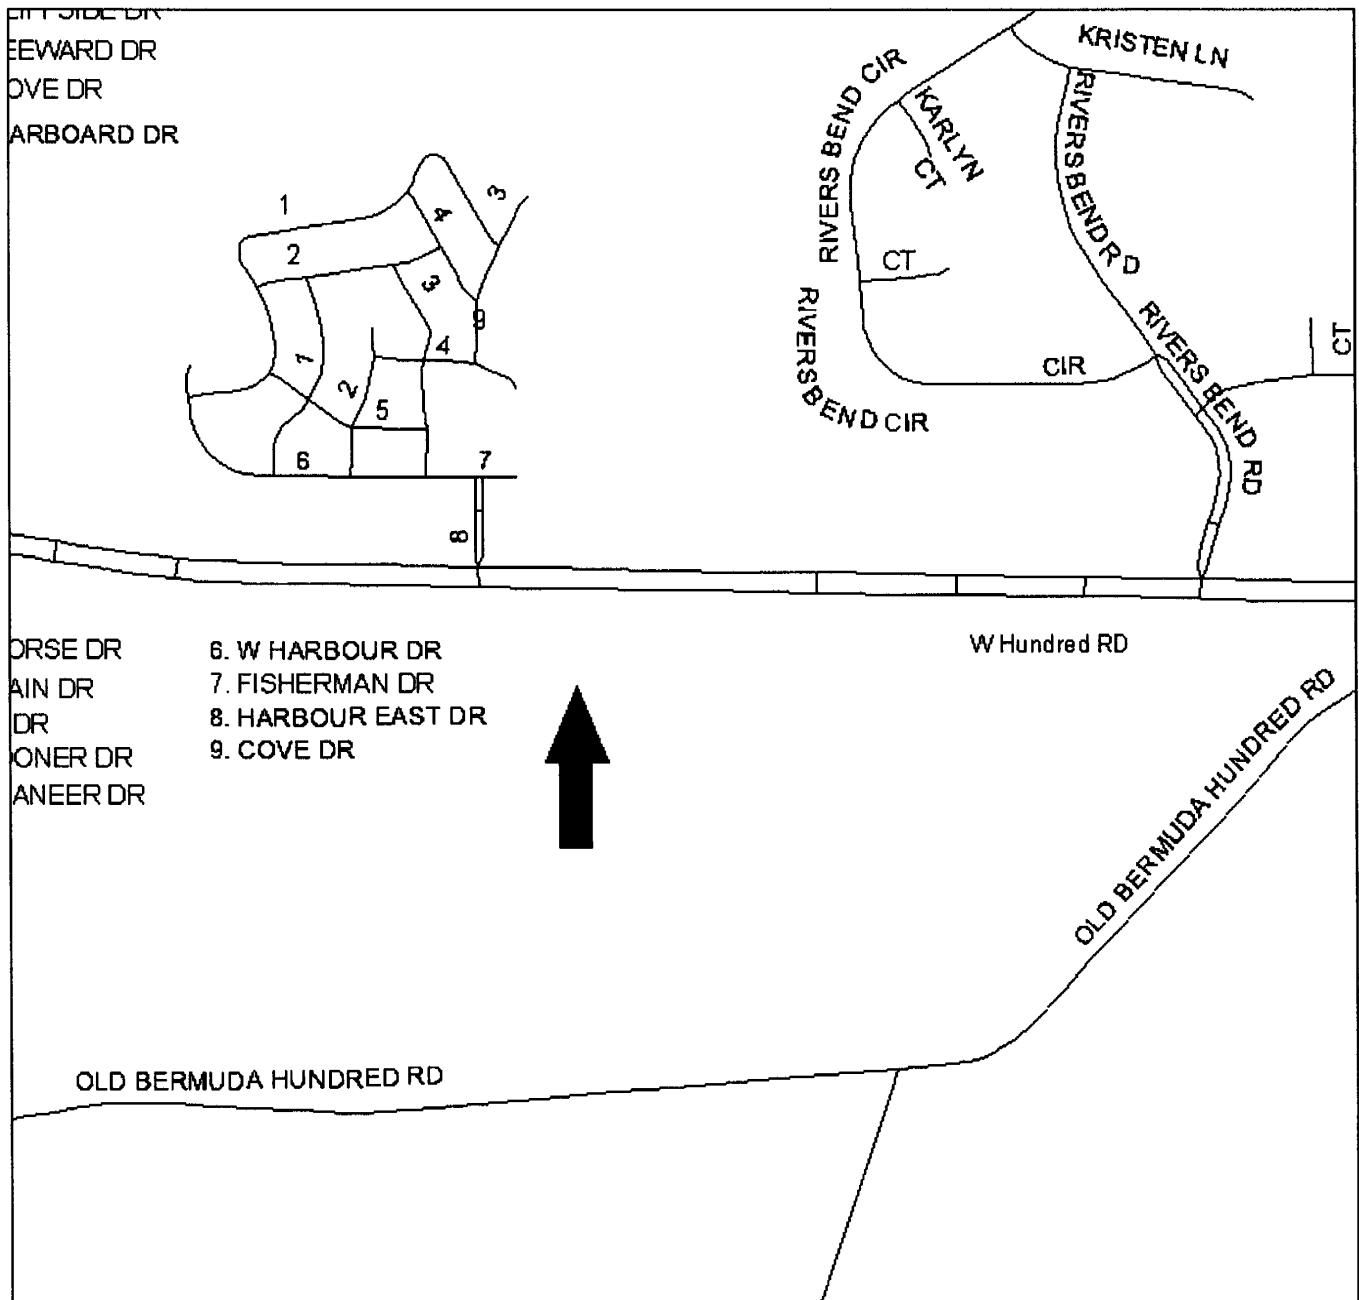 EEWARD DR
OVE DR
ARBOARD DR
KRISTEN LN
RIVERS BEND CIR
KARLYN
CT
RIVERSBEND RD
1
2
3
4
CT
3
9
RIVERSBEND CIR
RIVERS BEND RD
CT
1
4
CIR
2
5
6
7
8
ORSE DR
AIN DR
DR
ONER DR
ANEER DR
6. W HARBOUR DR
7. FISHERMAN DR
8. HARBOUR EAST DR
9. COVE DR
W Hundred RD
OLD BERMUDA HUNDRED RD
OLD BERMUDA HUNDRED RD